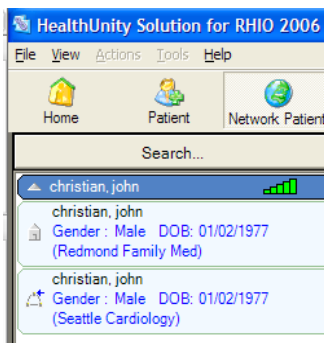 HealthUnity Solution for RHIO 2006
File View Actions Tools Help
Home Patient Network Patient
Search...
christian, john
christian, john
Gender : Male DOB: 01/02/1977
(Redmond Family Med)
christian, john
Gender : Male DOB: 01/02/1977
(Seattle Cardiology)